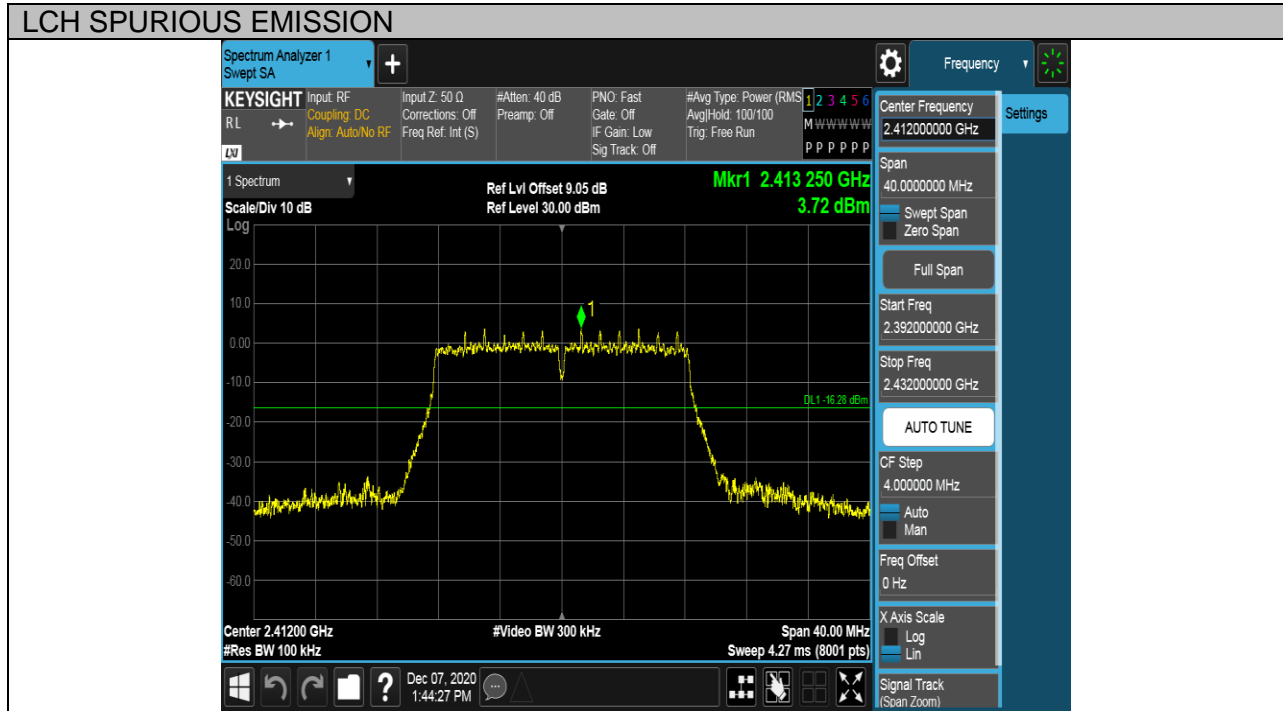 LCH SPURIOUS EMISSION
Spectrum Analyzer 1
Swept SA
+
Frequency
KEYSIGHT
RL
LXI
Input: RF
Coupling: DC
Align: Auto/No RF
Input Z: 50 Ω
Corrections: Off
Freq Ref: Int (S)
#Atten: 40 dB
Preamp: Off
PNO: Fast
Gate: Off
IF Gain: Low
Sig Track: Off
#Avg Type: Power (RMS
Avg|Hold: 100/100
Trig: Free Run
1 2 3 4 5 6
M W W W W W
P P P P P P
1 Spectrum
Scale/Div 10 dB
Log
Ref Lvl Offset 9.05 dB
Ref Level 30.00 dBm
Mkr1 2.413 250 GHz
3.72 dBm
20.0
10.0
0.00
-10.0
-20.0
-30.0
-40.0
-50.0
-60.0
1
DL1 -16.28 dBm
Center 2.41200 GHz
#Res BW 100 kHz
#Video BW 300 kHz
Span 40.00 MHz
Sweep 4.27 ms (8001 pts)
Dec 07, 2020
1:44:27 PM
?
Center Frequency
2.412000000 GHz
Settings
Span
40.0000000 MHz
Swept Span
Zero Span
Full Span
Start Freq
2.392000000 GHz
Stop Freq
2.432000000 GHz
AUTO TUNE
CF Step
4.000000 MHz
Auto
Man
Freq Offset
0 Hz
X Axis Scale
Log
Lin
Signal Track
(Span Zoom)